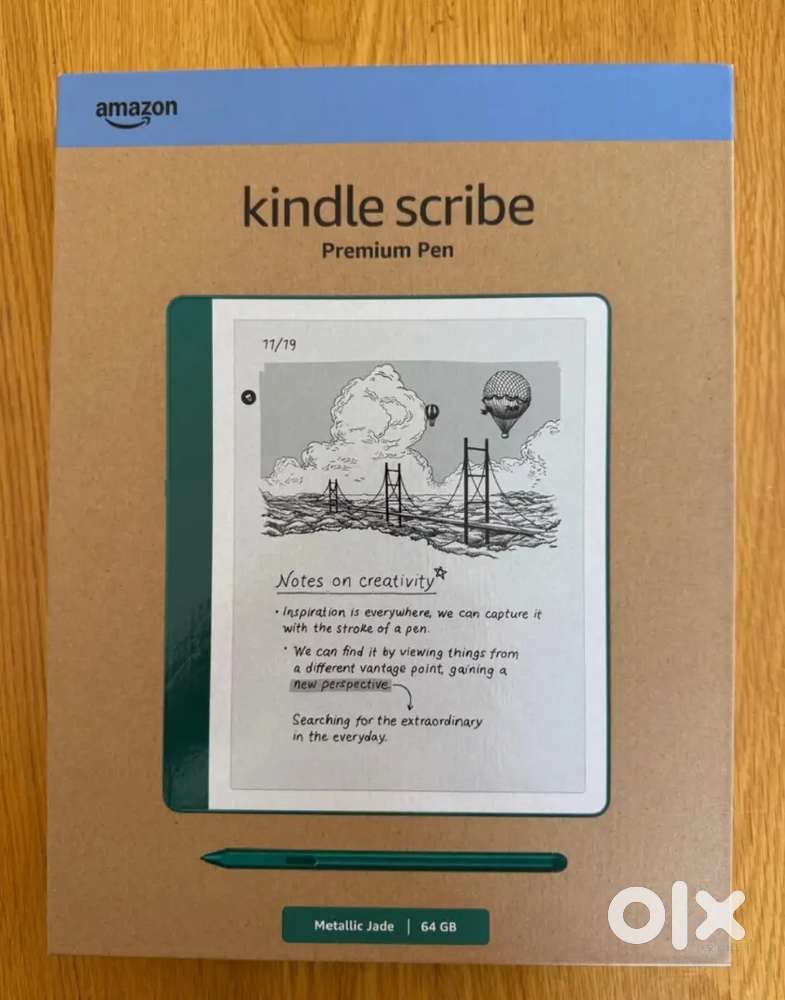 amazon
kindle scribe
Premium Pen
11/19
Notes on creativity
• Inspiration is everywhere, we can capture it
with the stroke of a pen.
• We can find it by viewing things from
a different vantage point, gaining a
new perspective.
Searching for the extraordinary
in the everyday.
Metallic Jade | 64 GB
olx